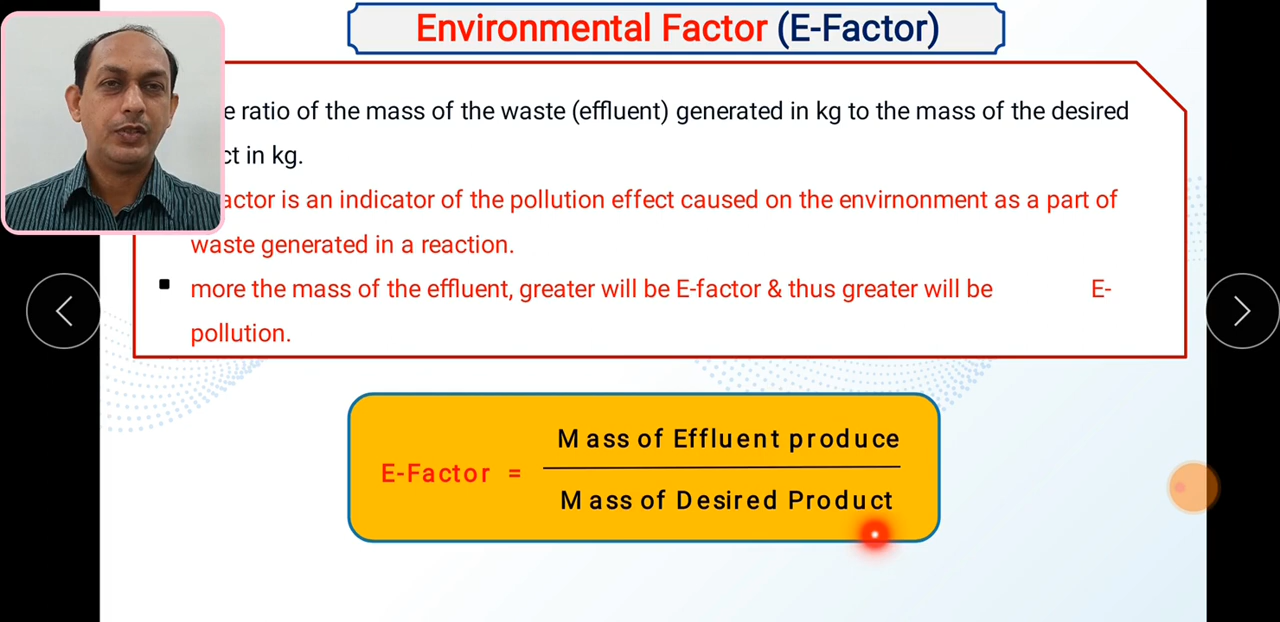 Environmental Factor (E-Factor)
ratio of the mass of the waste (effluent) generated in kg to the mass of the desired
in kg.
is an indicator of the pollution effect caused on the envirnonment as a part of
waste generated in a reaction.
more the mass of the effluent, greater will be E-factor & thus greater will be E-
pollution.
Mass of Effluent produce
E-Factor =
Mass of Desired Product